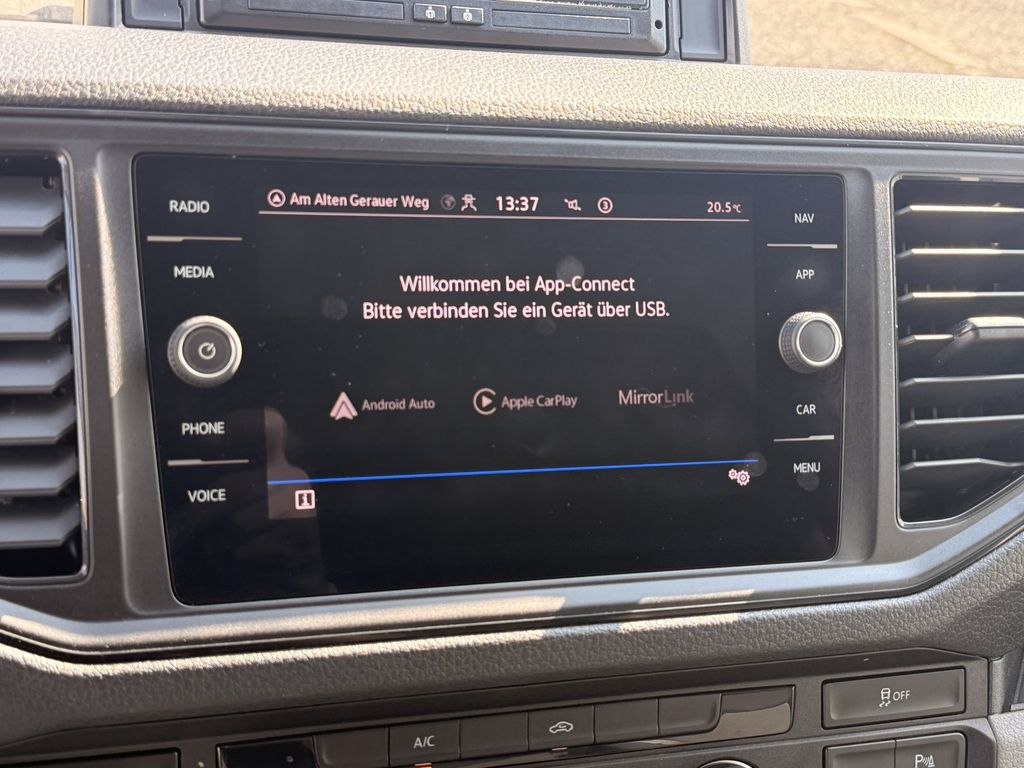 RADIO
MEDIA
PHONE
VOICE
Am Alten Gerauer Weg 13:37 3 20.5°C
Willkommen bei App-Connect
Bitte verbinden Sie ein Gerät über USB.
Android Auto Apple CarPlay MirrorLink
i
NAV
APP
CAR
MENU
A/C
OFF
P